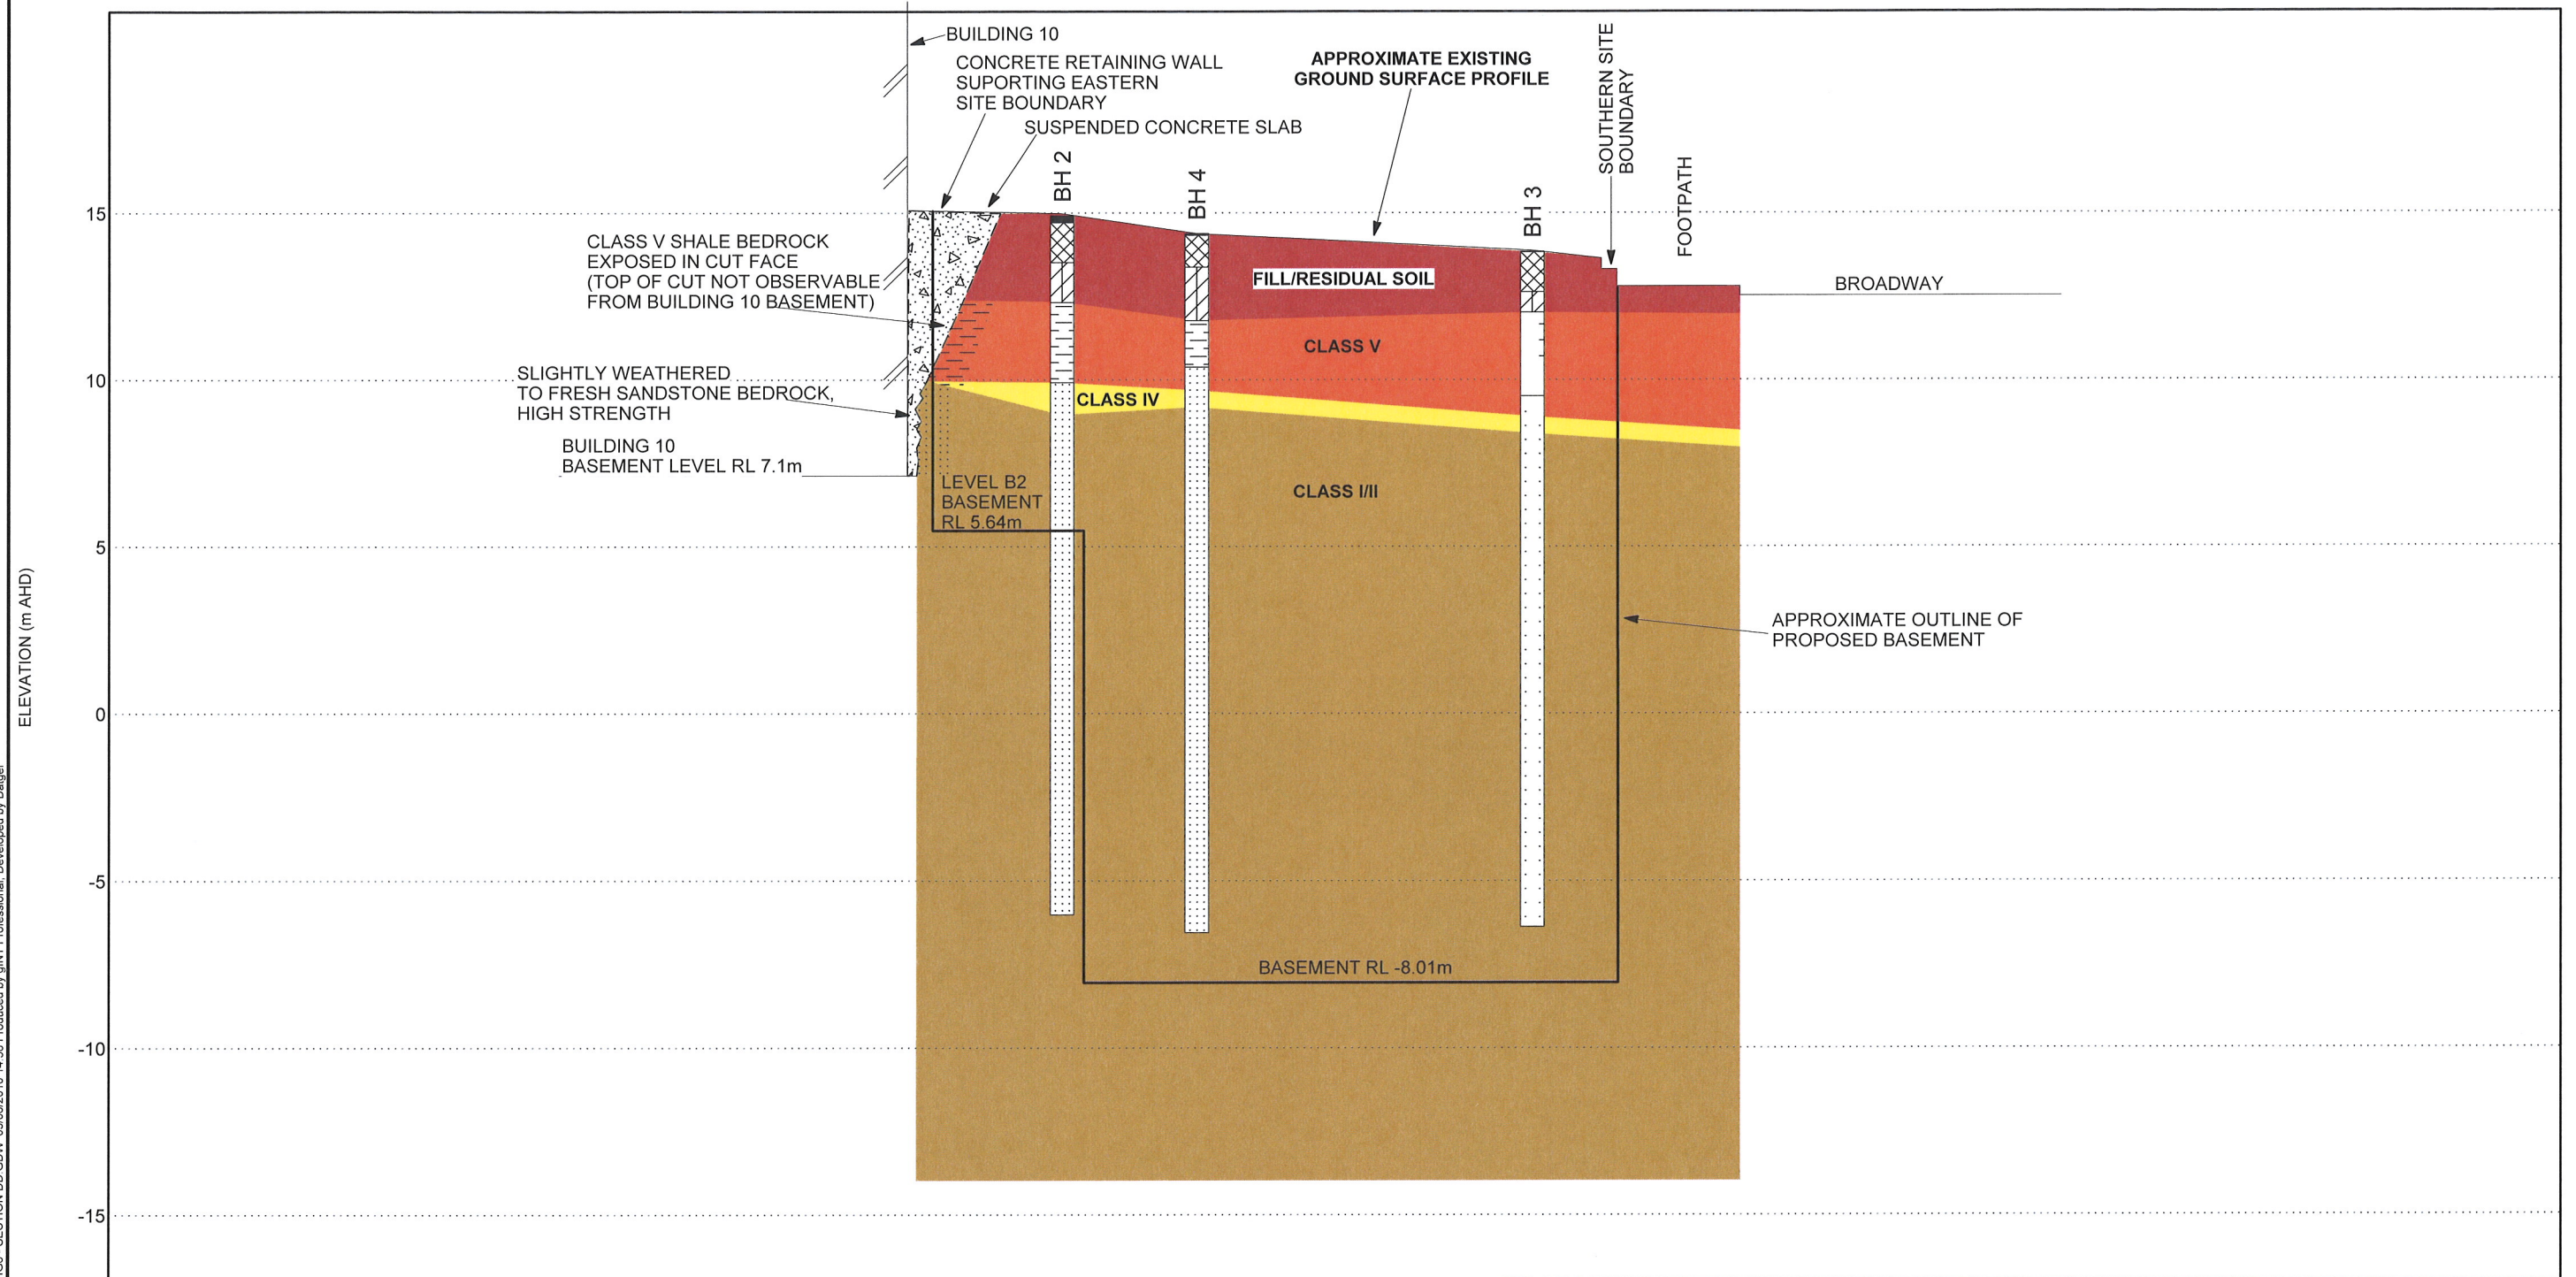 BUILDING 10
CONCRETE RETAINING WALL
SUPORTING EASTERN
SITE BOUNDARY
SUSPENDED CONCRETE SLAB
APPROXIMATE EXISTING
GROUND SURFACE PROFILE
SOUTHERN SITE
BOUNDARY
FOOTPATH
BH 2
BH 4
BH 3
15
CLASS V SHALE BEDROCK
EXPOSED IN CUT FACE
(TOP OF CUT NOT OBSERVABLE
FROM BUILDING 10 BASEMENT)
FILL/RESIDUAL SOIL
BROADWAY
CLASS V
10
SLIGHTLY WEATHERED
TO FRESH SANDSTONE BEDROCK,
HIGH STRENGTH
CLASS IV
BUILDING 10
BASEMENT LEVEL RL 7.1m
LEVEL B2
BASEMENT
RL 5.64m
CLASS I/II
5
ELEVATION (m AHD)
APPROXIMATE OUTLINE OF
PROPOSED BASEMENT
0
-5
BASEMENT RL -8.01m
-10
-15